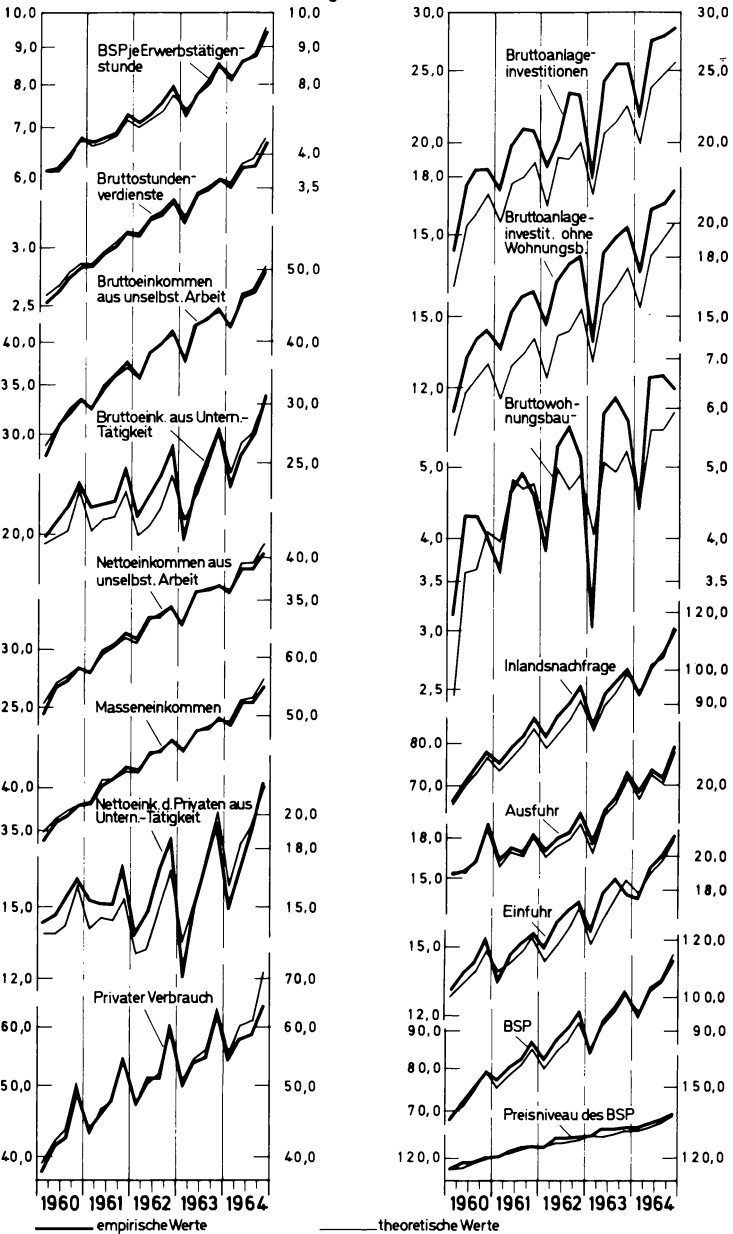 10,0
9,0
8,0
7,0
6,0
3,0
2,5
40,0
35,0
30,0
20,0
30,0
25,0
40,0
35,0
15,0
12,0
60,0
50,0
40,0
BSP je Erwerbstätigen-
stunde
Bruttostunden-
verdienste
Bruttoeinkommen
aus unselbst. Arbeit
Bruttoeink. aus Untern.-
Tätigkeit
Nettoeinkommen aus
unselbst. Arbeit
Masseneinkommen
Nettoeink. d. Privaten aus
Untern.-Tätigkeit
Privater Verbrauch
10,0
9,0
8,0
4,0
3,5
50,0
40,0
30,0
25,0
40,0
35,0
60,0
50,0
20,0
18,0
15,0
70,0
60,0
50,0
40,0
1960 1961 1962 1963 1964
30,0
25,0
20,0
18,0
15,0
15,0
12,0
5,0
4,0
3,5
3,0
2,5
80,0
70,0
18,0
15,0
15,0
12,0
90,0
80,0
70,0
120,0
Bruttoanlage-
investitionen
Bruttoanlage-
investit. ohne
Wohnungsb.
Bruttowoh-
nungsbau-
Inlandsnachfrage
Ausfuhr
Einfuhr
BSP
Preisniveau des BSP
30,0
25,0
20,0
20,0
18,0
15,0
7,0
6,0
5,0
4,0
3,5
120,0
100,0
90,0
20,0
20,0
18,0
120,0
100,0
90,0
150,0
120,0
1960 1961 1962 1963 1964
empirische Werte
theoretische Werte